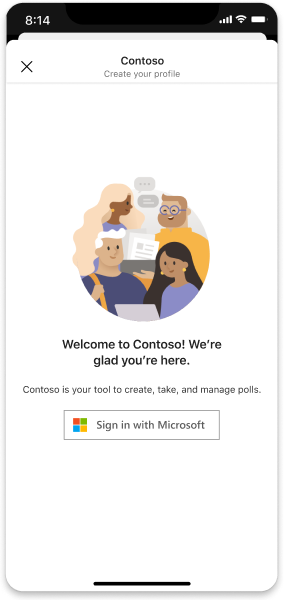 8:14
Contoso
Create your profile
Welcome to Contoso! We're
glad you're here.
Contoso is your tool to create, take, and manage polls.
Sign in with Microsoft